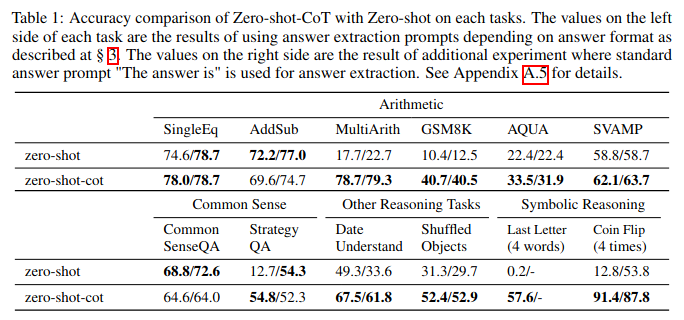 Table 1: Accuracy comparison of Zero-shot-CoT with Zero-shot on each tasks. The values on the left
side of each task are the results of using answer extraction prompts depending on answer format as
described at § 3. The values on the right side are the result of additional experiment where standard
answer prompt "The answer is" is used for answer extraction. See Appendix A.5 for details.
Arithmetic
SingleEq AddSub MultiArith GSM8K AQUA SVAMP
zero-shot 74.6/78.7 72.2/77.0 17.7/22.7 10.4/12.5 22.4/22.4 58.8/58.7
zero-shot-cot 78.0/78.7 69.6/74.7 78.7/79.3 40.7/40.5 33.5/31.9 62.1/63.7
Common Sense Other Reasoning Tasks Symbolic Reasoning
Common Strategy Date Shuffled Last Letter Coin Flip
SenseQA QA Understand Objects (4 words) (4 times)
zero-shot 68.8/72.6 12.7/54.3 49.3/33.6 31.3/29.7 0.2/- 12.8/53.8
zero-shot-cot 64.6/64.0 54.8/52.3 67.5/61.8 52.4/52.9 57.6/- 91.4/87.8